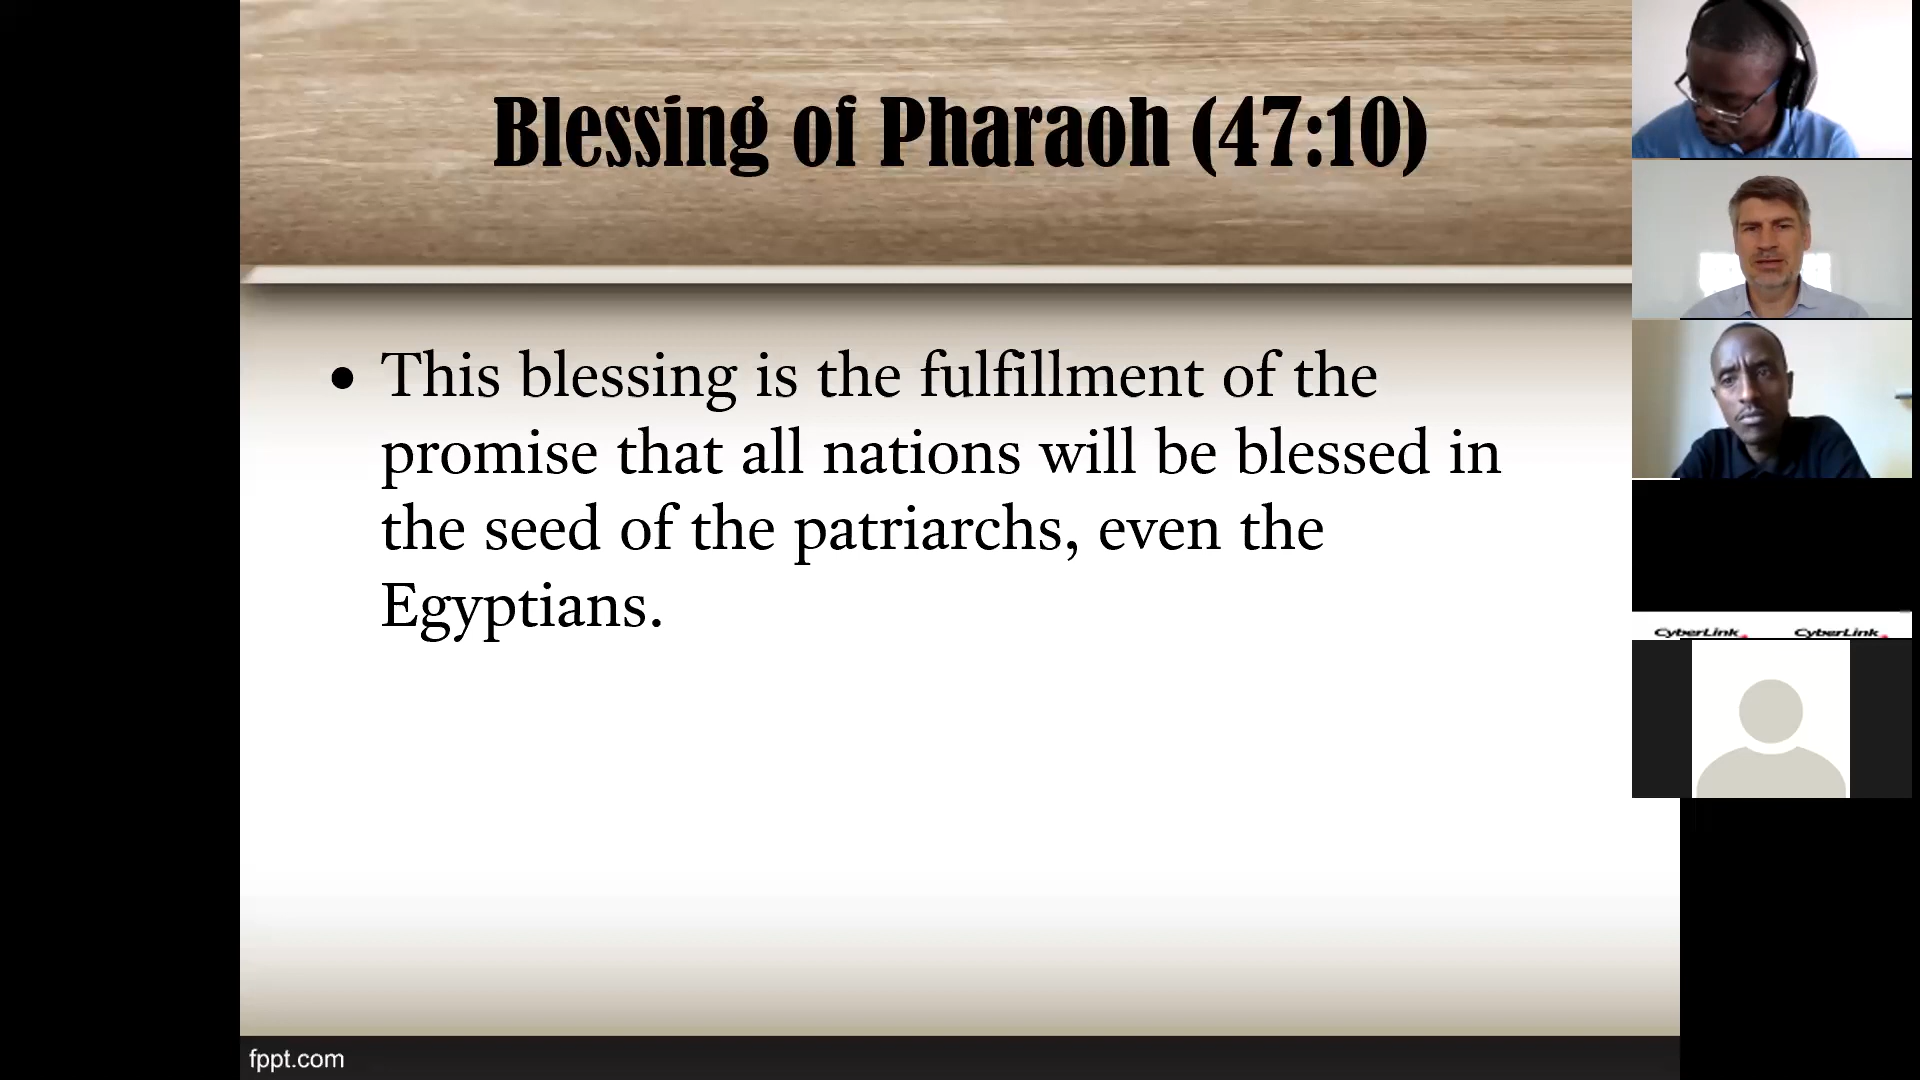 Blessing of Pharaoh (47:10)
• This blessing is the fulfillment of the
promise that all nations will be blessed in
the seed of the patriarchs, even the
Egyptians.
CyberLink CyberLink
fppt.com